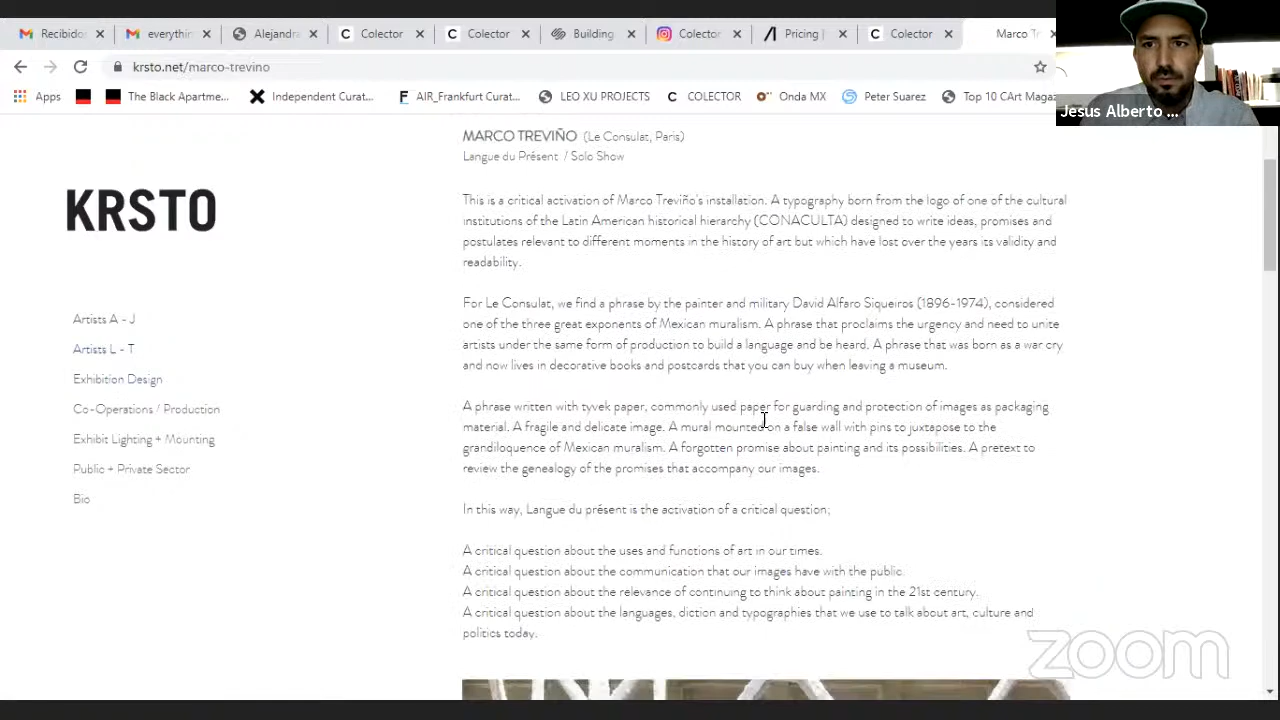 Recibidos
everythin
Alejandra
Colector
Colector
Building
Colector
Pricing |
Colector
Marco Tr
krsto.net/marco-trevino
Apps
The Black Apartme...
Independent Curat...
AIR_Frankfurt Curat...
LEO XU PROJECTS
COLECTOR
Onda MX
Peter Suarez
Top 10 CArt Magaz
Jesus Alberto ...
MARCO TREVIÑO (Le Consulat, Paris)
Langue du Présent / Solo Show
KRSTO
Artists A - J
Artists L - T
Exhibition Design
Co-Operations / Production
Exhibit Lighting + Mounting
Public + Private Sector
Bio
This is a critical activation of Marco Treviño's installation. A typography born from the logo of one of the cultural
institutions of the Latin American historical hierarchy (CONACULTA) designed to write ideas, promises and
postulates relevant to different moments in the history of art but which have lost over the years its validity and
readability.
For Le Consulat, we find a phrase by the painter and military David Alfaro Siqueiros (1896-1974), considered
one of the three great exponents of Mexican muralism. A phrase that proclaims the urgency and need to unite
artists under the same form of production to build a language and be heard. A phrase that was born as a war cry
and now lives in decorative books and postcards that you can buy when leaving a museum.
A phrase written with tyvek paper, commonly used paper for guarding and protection of images as packaging
material. A fragile and delicate image. A mural mounted on a false wall with pins to juxtapose to the
grandiloquence of Mexican muralism. A forgotten promise about painting and its possibilities. A pretext to
review the genealogy of the promises that accompany our images.
In this way, Langue du présent is the activation of a critical question;
A critical question about the uses and functions of art in our times.
A critical question about the communication that our images have with the public.
A critical question about the relevance of continuing to think about painting in the 21st century.
A critical question about the languages, diction and typographies that we use to talk about art, culture and
politics today.
zoom